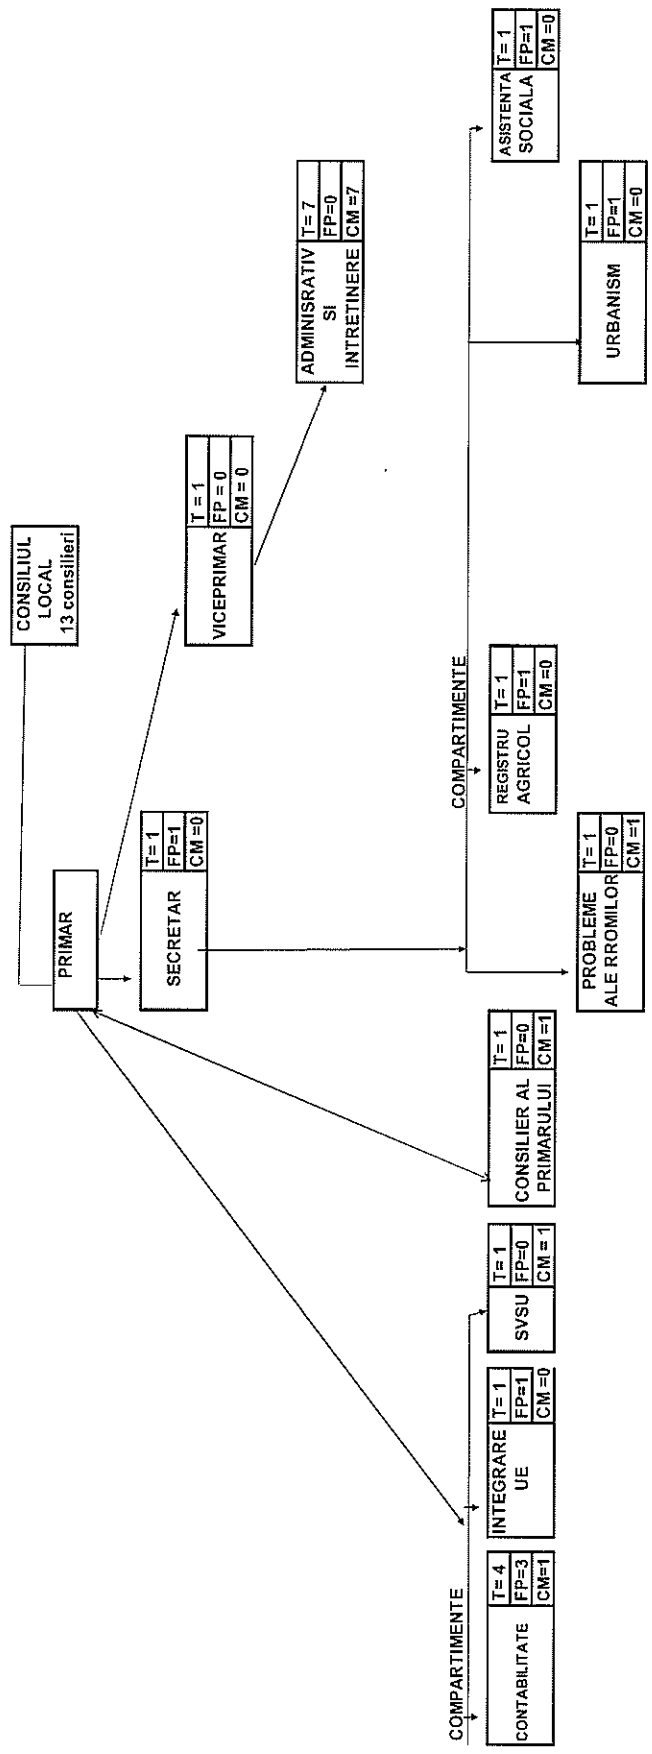 CONSILIUL
LOCAL
13 consilieri
PRIMAR
SECRETAR
T= 1
FP=1
CM =0
VICEPRIMAR
T = 1
FP = 0
CM = 0
ADMINISRATIV
SI
INTRETINERE
T= 7
FP=0
CM =7
COMPARTIMENTE
CONTABILITATE
T= 4
FP=3
CM=1
INTEGRARE
UE
T= 1
FP=1
CM =0
SVSU
T= 1
FP=0
CM = 1
CONSILIER AL
PRIMARULUI
T= 1
FP=0
CM =1
COMPARTIMENTE
PROBLEME
ALE RROMILOR
T= 1
FP=0
CM =1
REGISTRU
AGRICOL
T= 1
FP=1
CM =0
URBANISM
T= 1
FP=1
CM =0
ASISTENTA
SOCIALA
T= 1
FP=1
CM =0